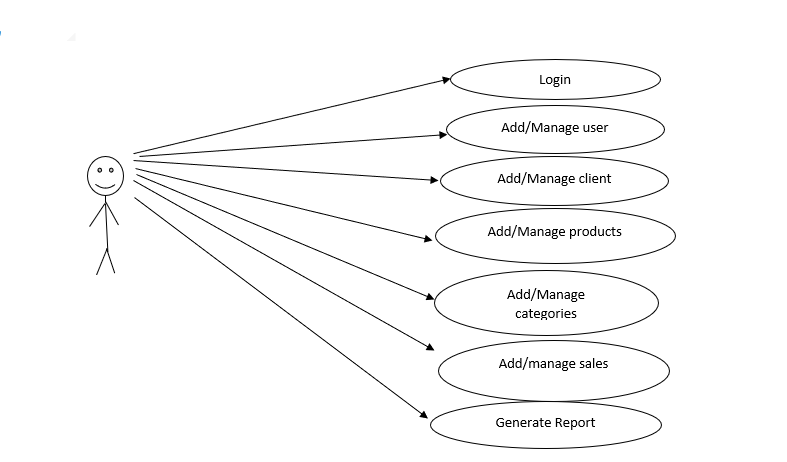 Login
Add/Manage user
Add/Manage client
Add/Manage products
Add/Manage
categories
Add/manage sales
Generate Report